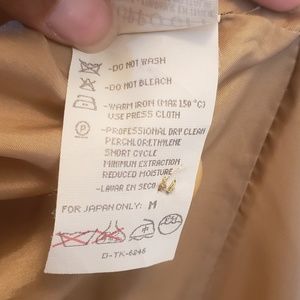 -DO NOT WASH
-DO NOT BLEACH
-WARM IRON (MAX 150°C)
USE PRESS CLOTH
P
-PROFESSIONAL DRY CLEAN
PERCHLORETHYLENE
SHORT CYCLE
MINIMUM EXTRACTION
REDUCED MOISTURE
-LAVAR EN SECO
FOR JAPAN ONLY: M
D-TK-6246